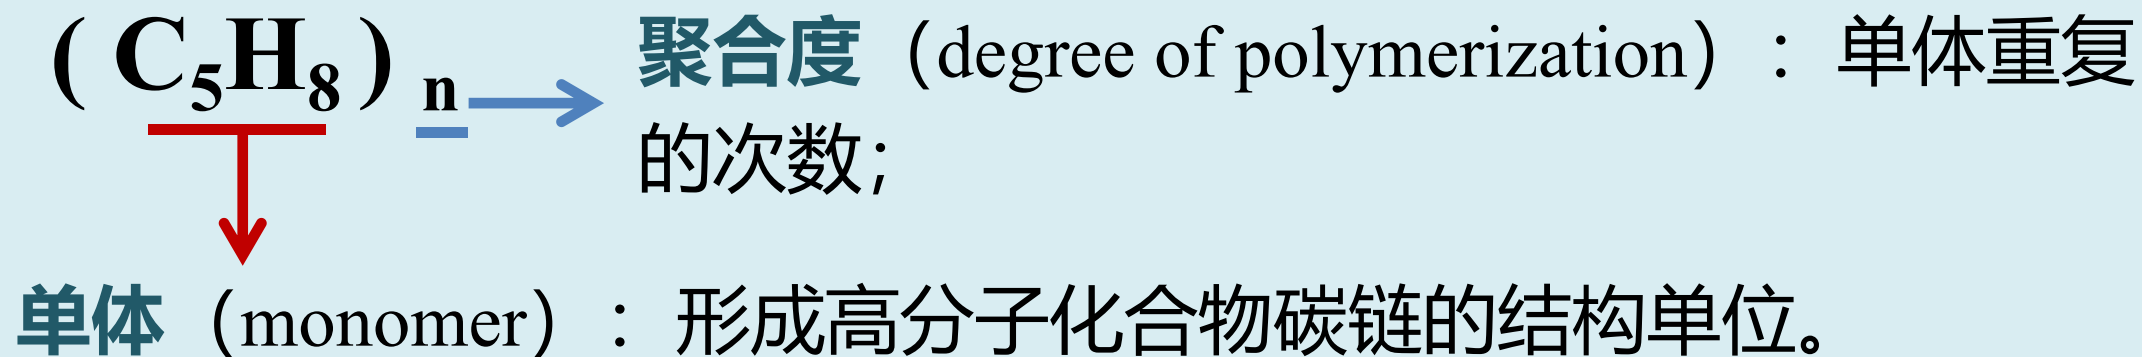 ( C₅H₈ ) n
聚合度（degree of polymerization）：单体重复
的次数；
单体（monomer）：形成高分子化合物碳链的结构单位。